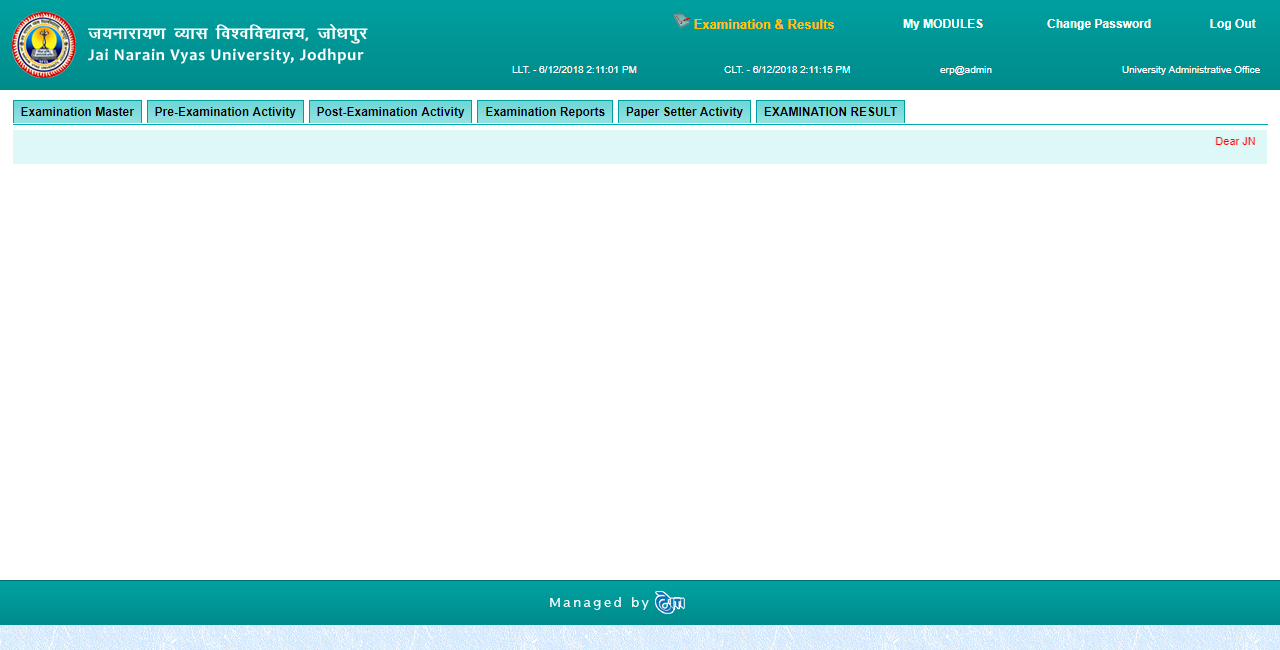 जयनारायण व्यास विश्वविद्यालय, जोधपुर
Jai Narain Vyas University, Jodhpur
Examination & Results My MODULES Change Password Log Out
LLT. - 6/12/2018 2:11:01 PM CLT. - 6/12/2018 2:11:15 PM erp@admin University Administrative Office
Examination Master Pre-Examination Activity Post-Examination Activity Examination Reports Paper Setter Activity EXAMINATION RESULT
Dear JN
Managed by